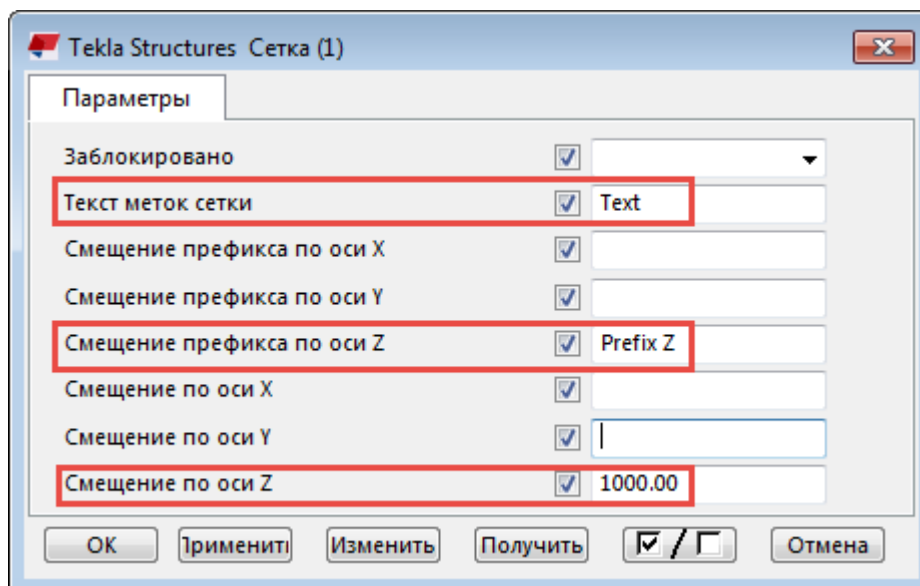 Tekla Structures Сетка (1)
Параметры
Заблокировано
Текст меток сетки Text
Смещение префикса по оси X
Смещение префикса по оси Y
Смещение префикса по оси Z Prefix Z
Смещение по оси X
Смещение по оси Y
Смещение по оси Z 1000.00
OK Применить Изменить Получить / Отмена